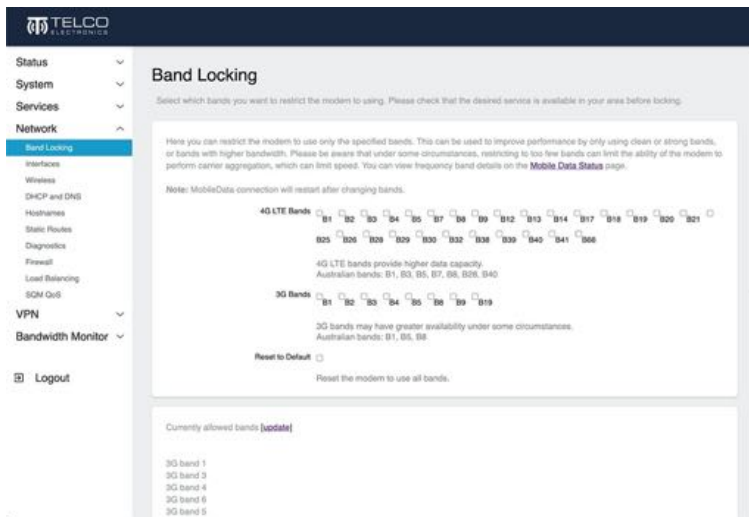 TELCO
ELECTRONICS
Status
System
Services
Network
Band Locking
Interfaces
Wireless
DHCP and DNS
Hostnames
Static Routes
Diagnostics
Firewall
Load Balancing
SQM QoS
VPN
Bandwidth Monitor
Logout
Band Locking
Select which bands you want to restrict the modem to using. Please check that the desired service is available in your area before locking.
Here you can restrict the modem to use only the specified bands. This can be used to improve performance by only using clean or strong bands,
or bands with higher bandwidth. Please be aware that under some circumstances, restricting to too few bands can limit the ability of the modem to
perform carrier aggregation, which can limit speed. You can view frequency band details on the Mobile Data Status page.
Note: MobileData connection will restart after changing bands.
4G LTE Bands B1 B2 B3 B4 B5 B7 B8 B9 B12 B13 B14 B17 B18 B19 B20 B21
B25 B26 B28 B29 B30 B32 B38 B39 B40 B41 B66
4G LTE bands provide higher data capacity.
Australian bands: B1, B3, B5, B7, B8, B28, B40
3G Bands B1 B2 B3 B4 B5 B6 B9 B19
3G bands may have greater availability under some circumstances.
Australian bands: B1, B5, B8
Reset to Default
Reset the modem to use all bands.
Currently allowed bands [update]
3G band 1
3G band 3
3G band 4
3G band 6
3G band 5